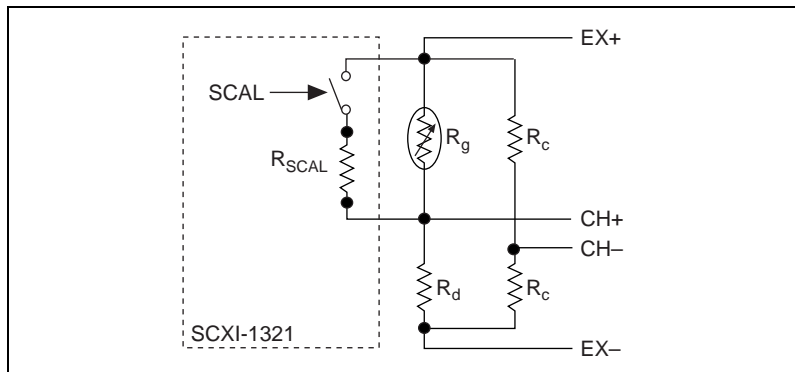 EX+
SCAL
R_g
R_c
R_SCAL
CH+
CH–
R_d
R_c
SCXI-1321
EX–